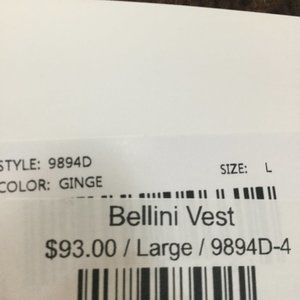 STYLE: 9894D SIZE: L
COLOR: GINGE
Bellini Vest
$93.00 / Large / 9894D-4